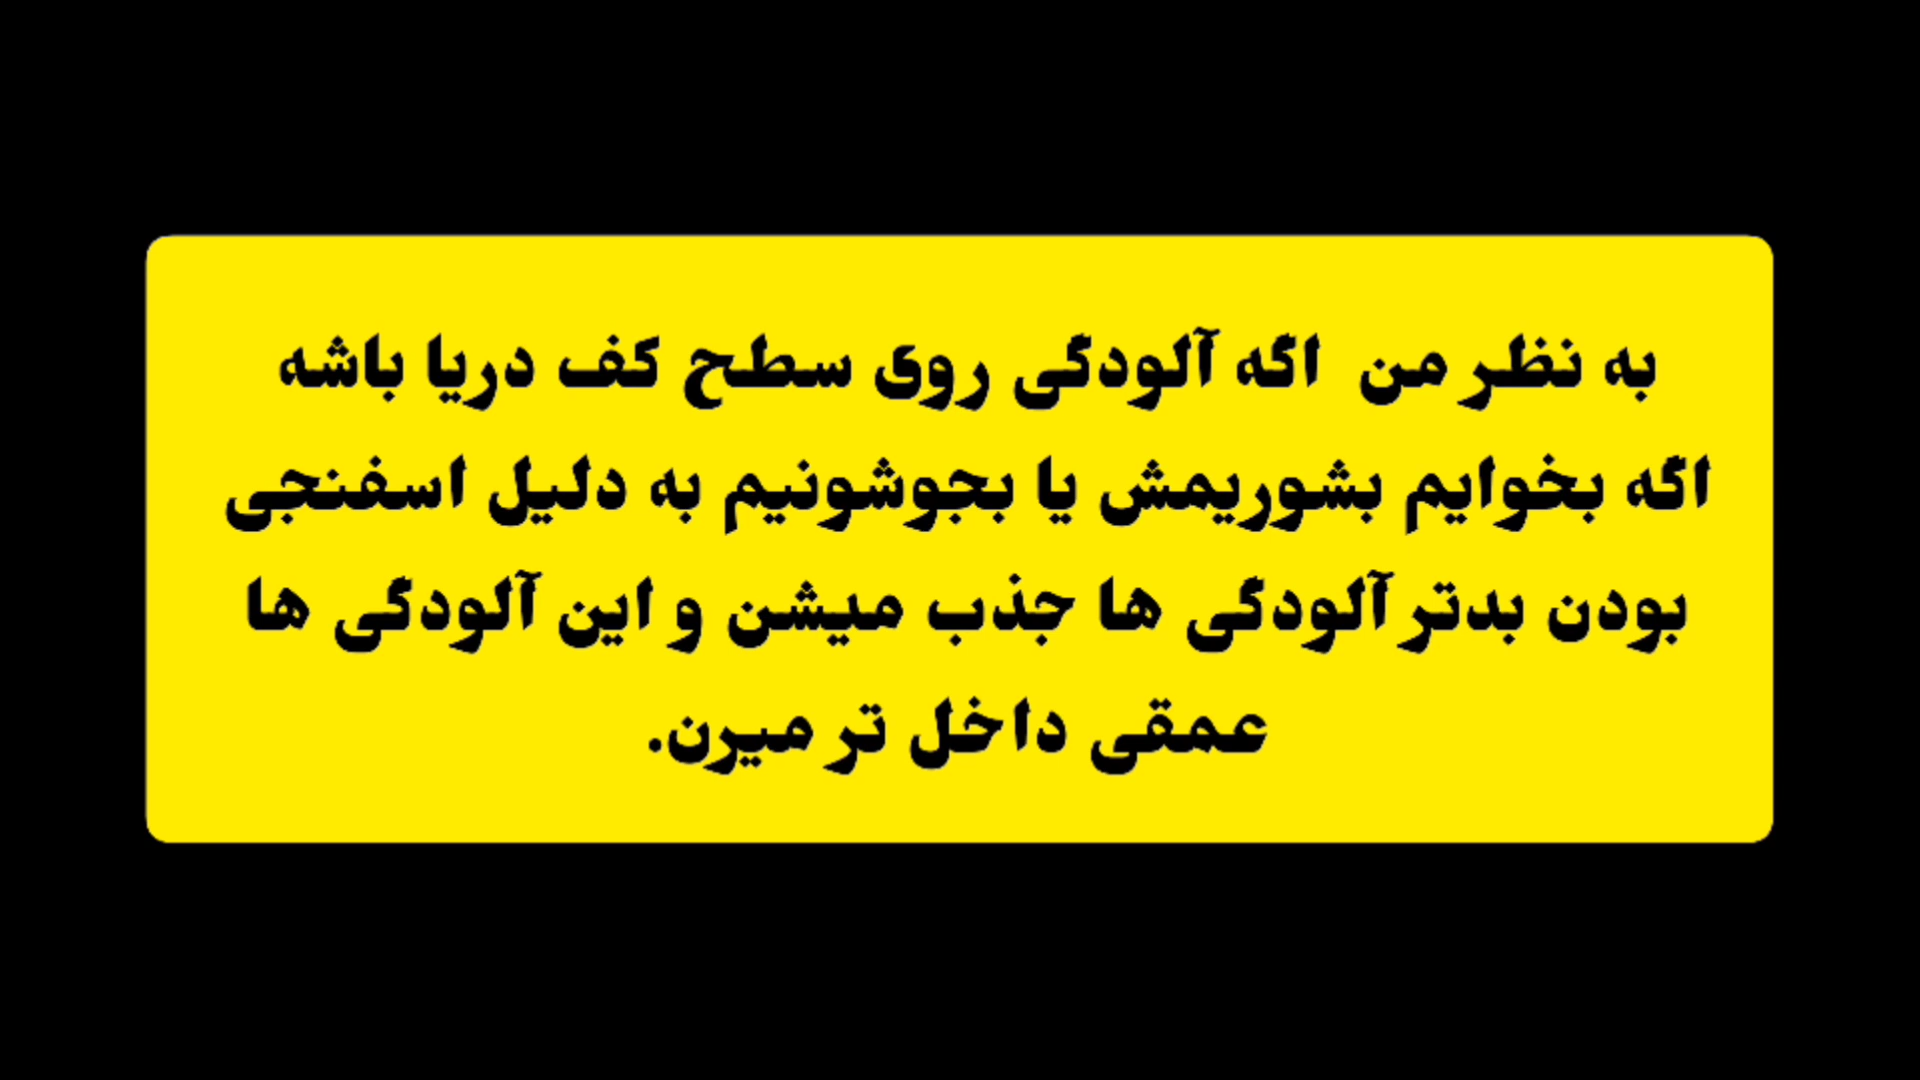 به نظر من اگه آلودگی روی سطح کف دریا باشه
اگه بخوایم بشوریمش یا بجوشونیم به دلیل اسفنجی
بودن بدتر آلودگی ها جذب میشن و این آلودگی ها
عمقی داخل تر میرن.